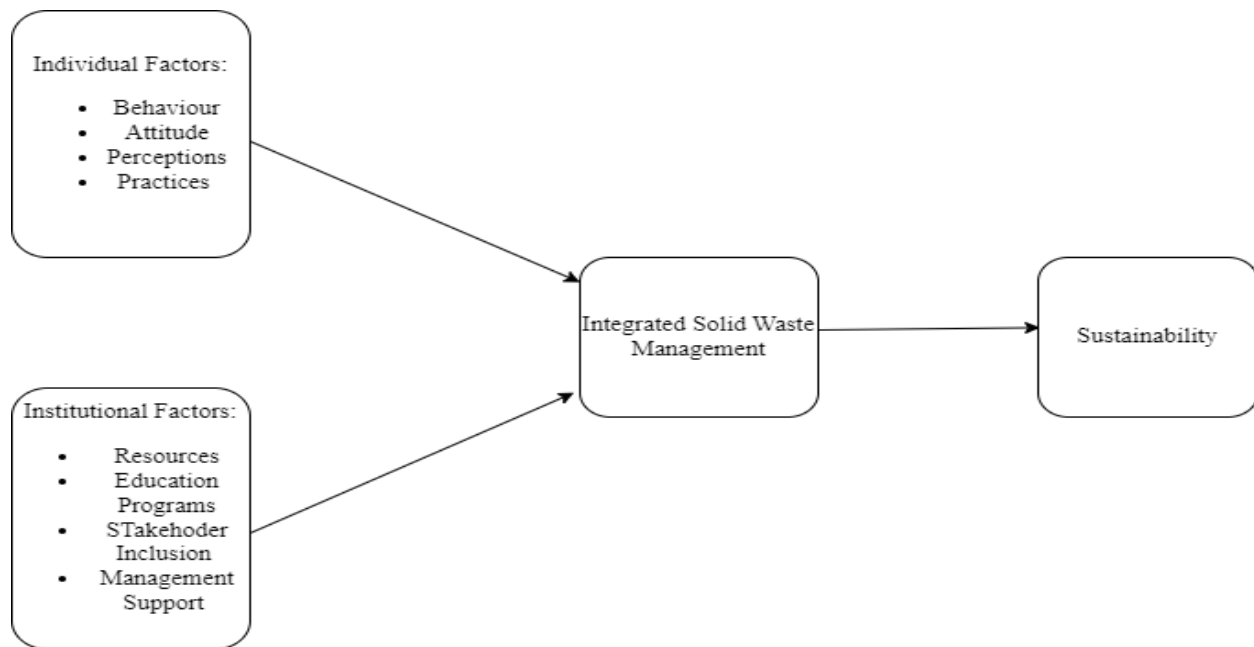 Individual Factors:
• Behaviour
• Attitude
• Perceptions
• Practices
Institutional Factors:
• Resources
• Education
Programs
• STakehoder
Inclusion
• Management
Support
Integrated Solid Waste
Management
Sustainability